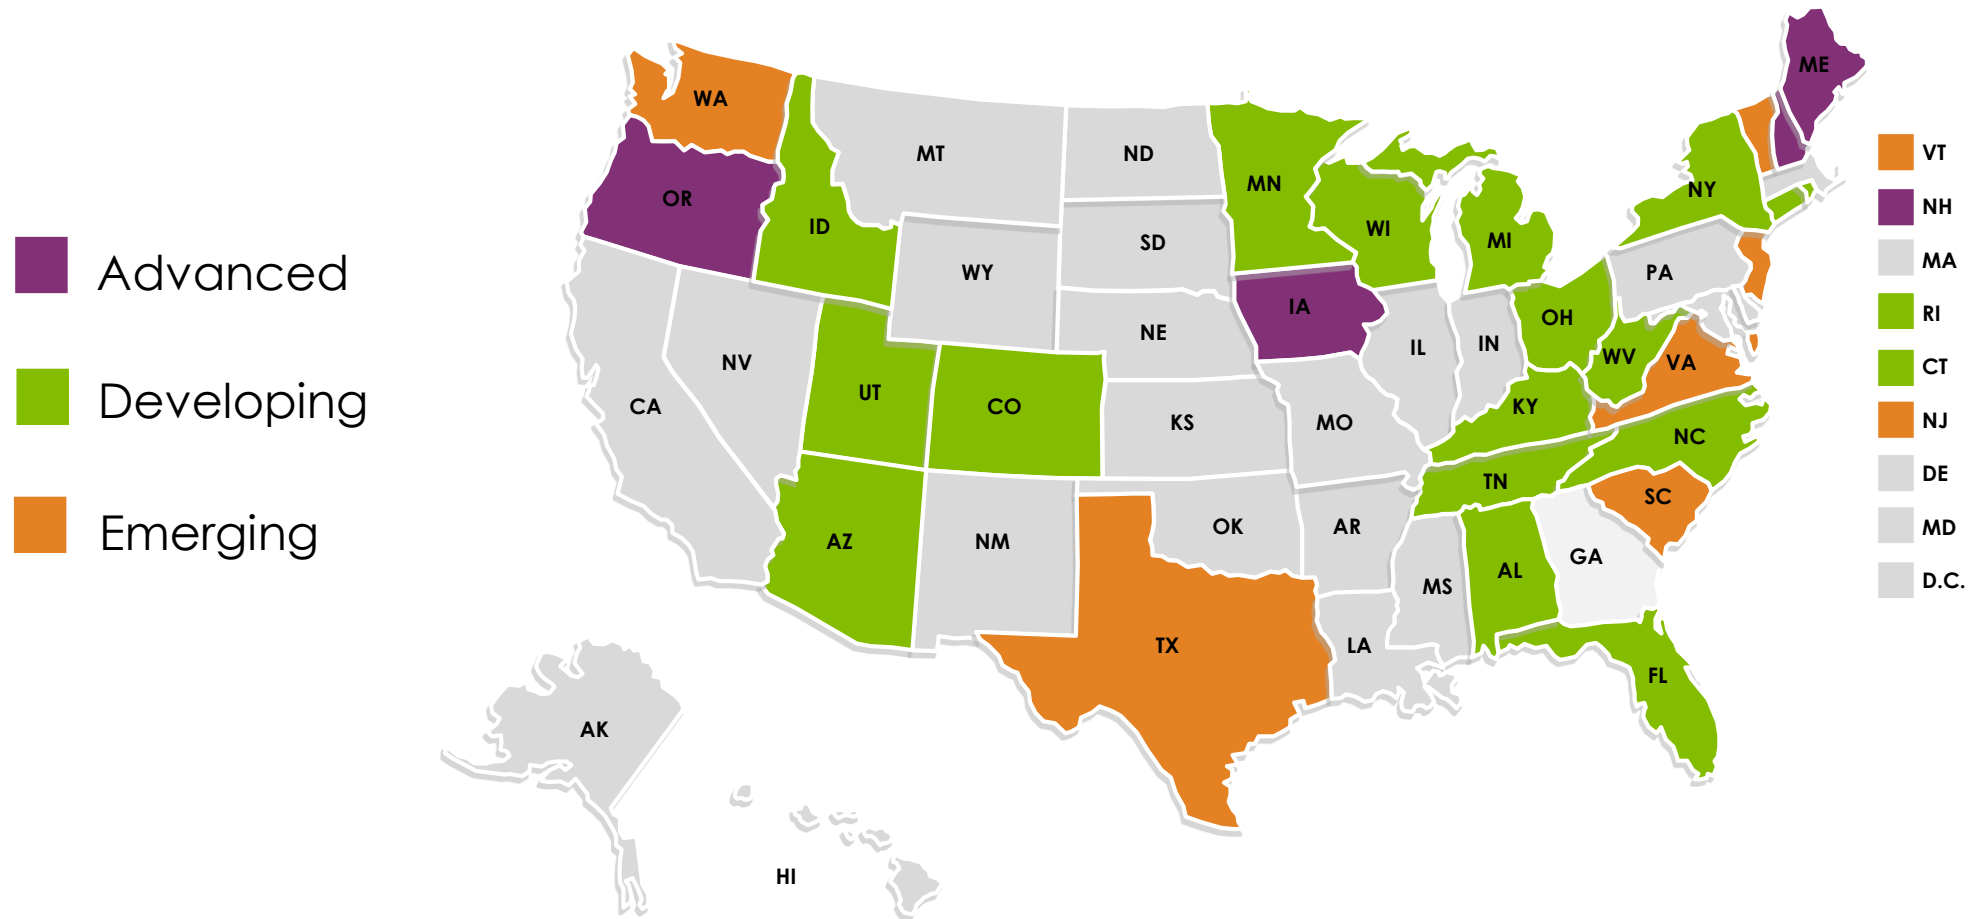 Advanced
Developing
Emerging
WA
OR
ID
MT
ND
MN
WI
MI
NY
ME
SD
WY
NE
IA
IL
IN
OH
PA
WV
VA
NV
CA
UT
CO
KS
MO
KY
NC
TN
SC
AZ
NM
OK
AR
MS
AL
GA
TX
LA
FL
AK
HI
VT
NH
MA
RI
CT
NJ
DE
MD
D.C.